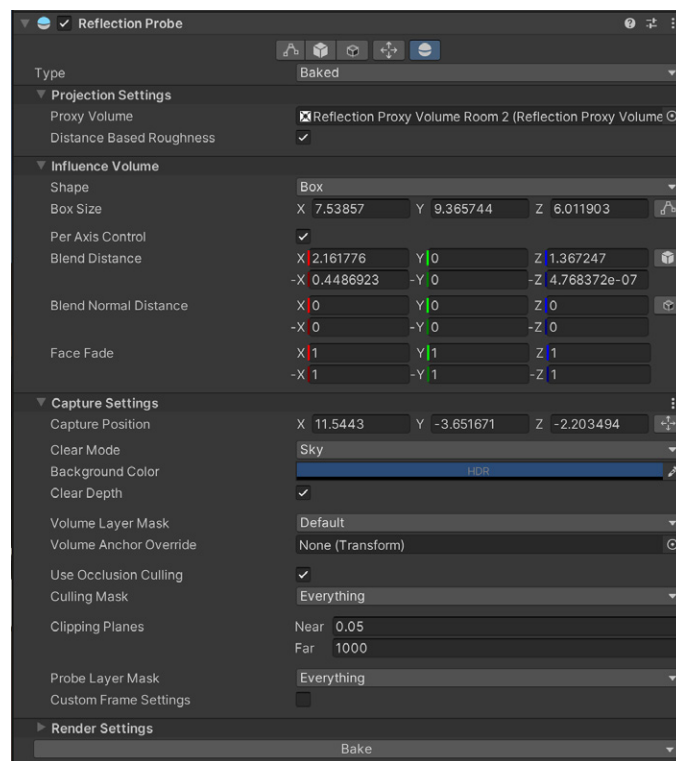 Reflection Probe
Type Baked
Projection Settings
Proxy Volume Reflection Proxy Volume Room 2 (Reflection Proxy Volume
Distance Based Roughness
Influence Volume
Shape Box
Box Size X 7.53857 Y 9.365744 Z 6.011903
Per Axis Control
Blend Distance X 2.161776 Y 0 Z 1.367247
-X 0.4486923 -Y 0 -Z 4.768372e-07
Blend Normal Distance X 0 Y 0 Z 0
-X 0 -Y 0 -Z 0
Face Fade X 1 Y 1 Z 1
-X 1 -Y 1 -Z 1
Capture Settings
Capture Position X 11.5443 Y -3.651671 Z -2.203494
Clear Mode Sky
Background Color HDR
Clear Depth
Volume Layer Mask Default
Volume Anchor Override None (Transform)
Use Occlusion Culling
Culling Mask Everything
Clipping Planes Near 0.05
Far 1000
Probe Layer Mask Everything
Custom Frame Settings
Render Settings
Bake